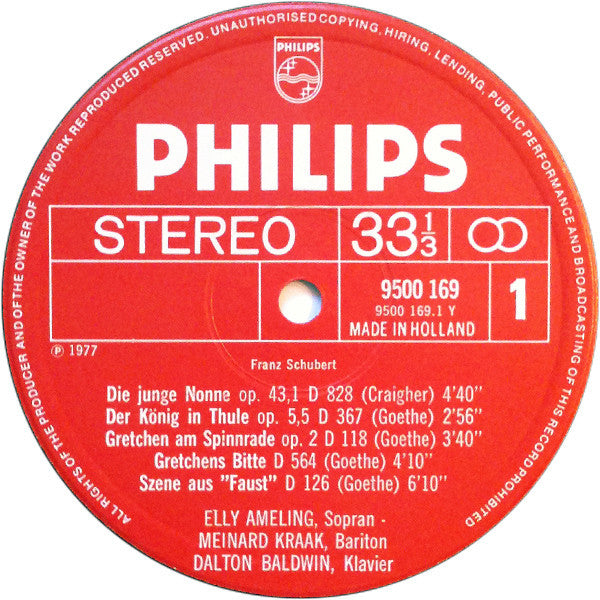 ALL RIGHTS OF THE PRODUCER AND OF THE OWNER OF THE WORK REPRODUCED RESERVED. UNAUTHORISED COPYING, HIRING, LENDING, PUBLIC PERFORMANCE AND BROADCASTING OF THIS RECORD PROHIBITED
PHILIPS
PHILIPS
STEREO 33 1/3
9500 169 1
9500 169.1 Y
MADE IN HOLLAND
℗ 1977
Franz Schubert
Die junge Nonne op. 43,1 D 828 (Craigher) 4'40"
Der König in Thule op. 5,5 D 367 (Goethe) 2'56"
Gretchen am Spinnrade op. 2 D 118 (Goethe) 3'40"
Gretchens Bitte D 564 (Goethe) 4'10"
Szene aus "Faust" D 126 (Goethe) 6'10"
ELLY AMELING, Sopran -
MEINARD KRAAK, Bariton
DALTON BALDWIN, Klavier